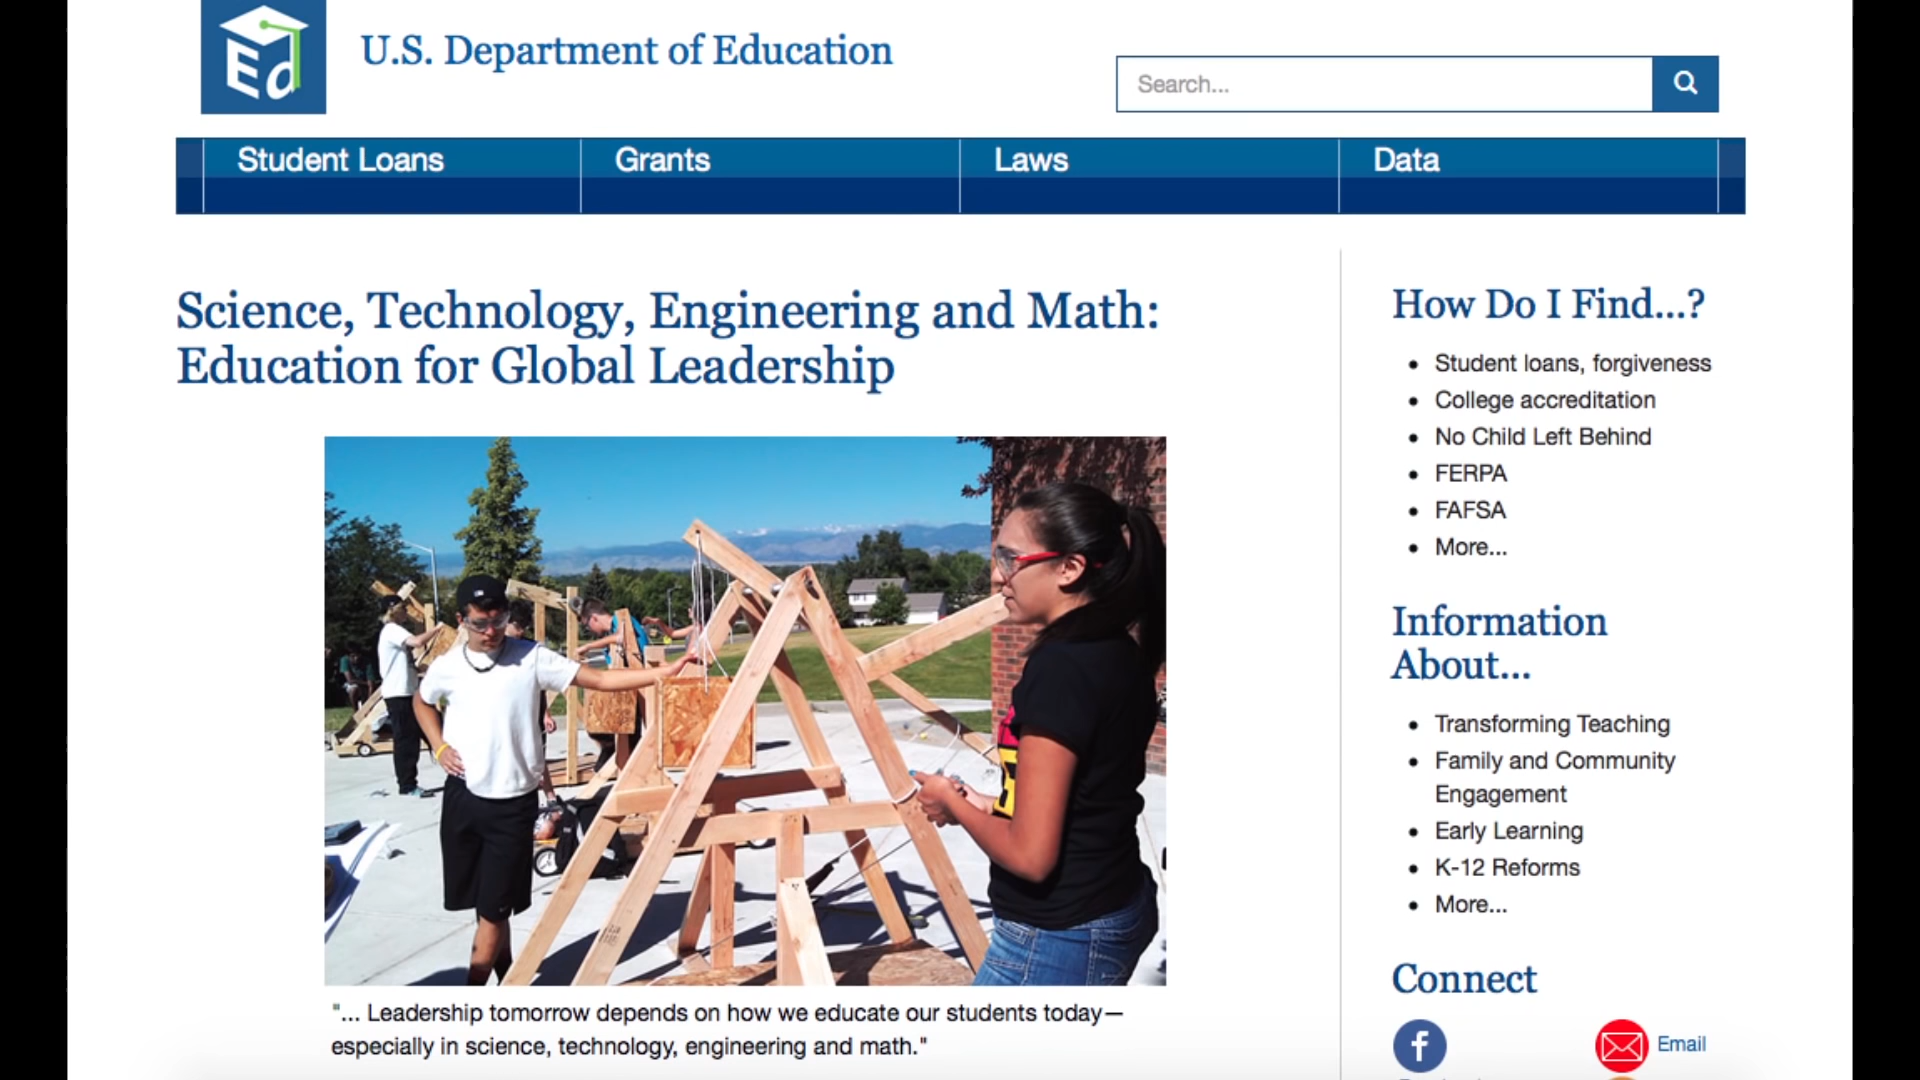 Ed
U.S. Department of Education
Search...
Student Loans
Grants
Laws
Data
Science, Technology, Engineering and Math:
Education for Global Leadership
"... Leadership tomorrow depends on how we educate our students today—
especially in science, technology, engineering and math."
How Do I Find...?
Student loans, forgiveness
College accreditation
No Child Left Behind
FERPA
FAFSA
More...
Information
About...
Transforming Teaching
Family and Community
Engagement
Early Learning
K-12 Reforms
More...
Connect
f
Email